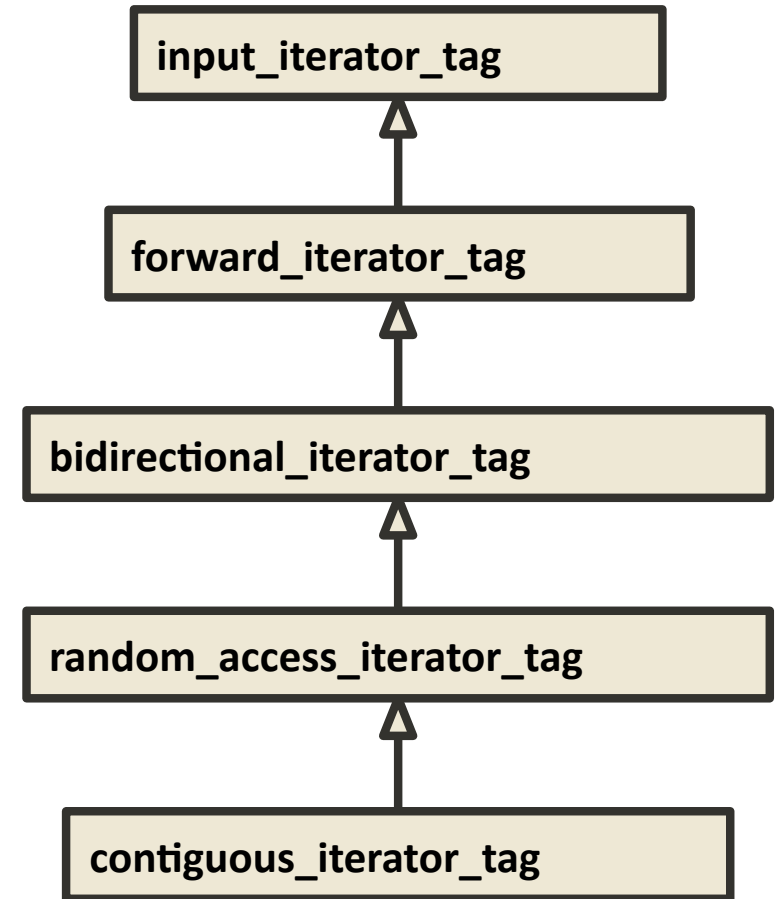 input_iterator_tag
forward_iterator_tag
bidirectional_iterator_tag
random_access_iterator_tag
contiguous_iterator_tag